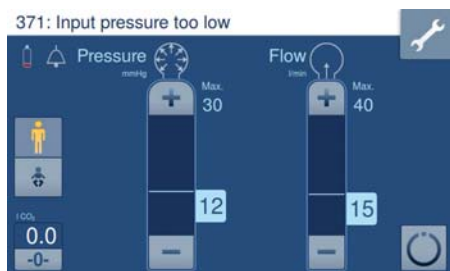 371: Input pressure too low
Pressure
mmHg
Max.
30
12
Flow
l/min
Max.
40
15
l CO₂
0.0
-0-